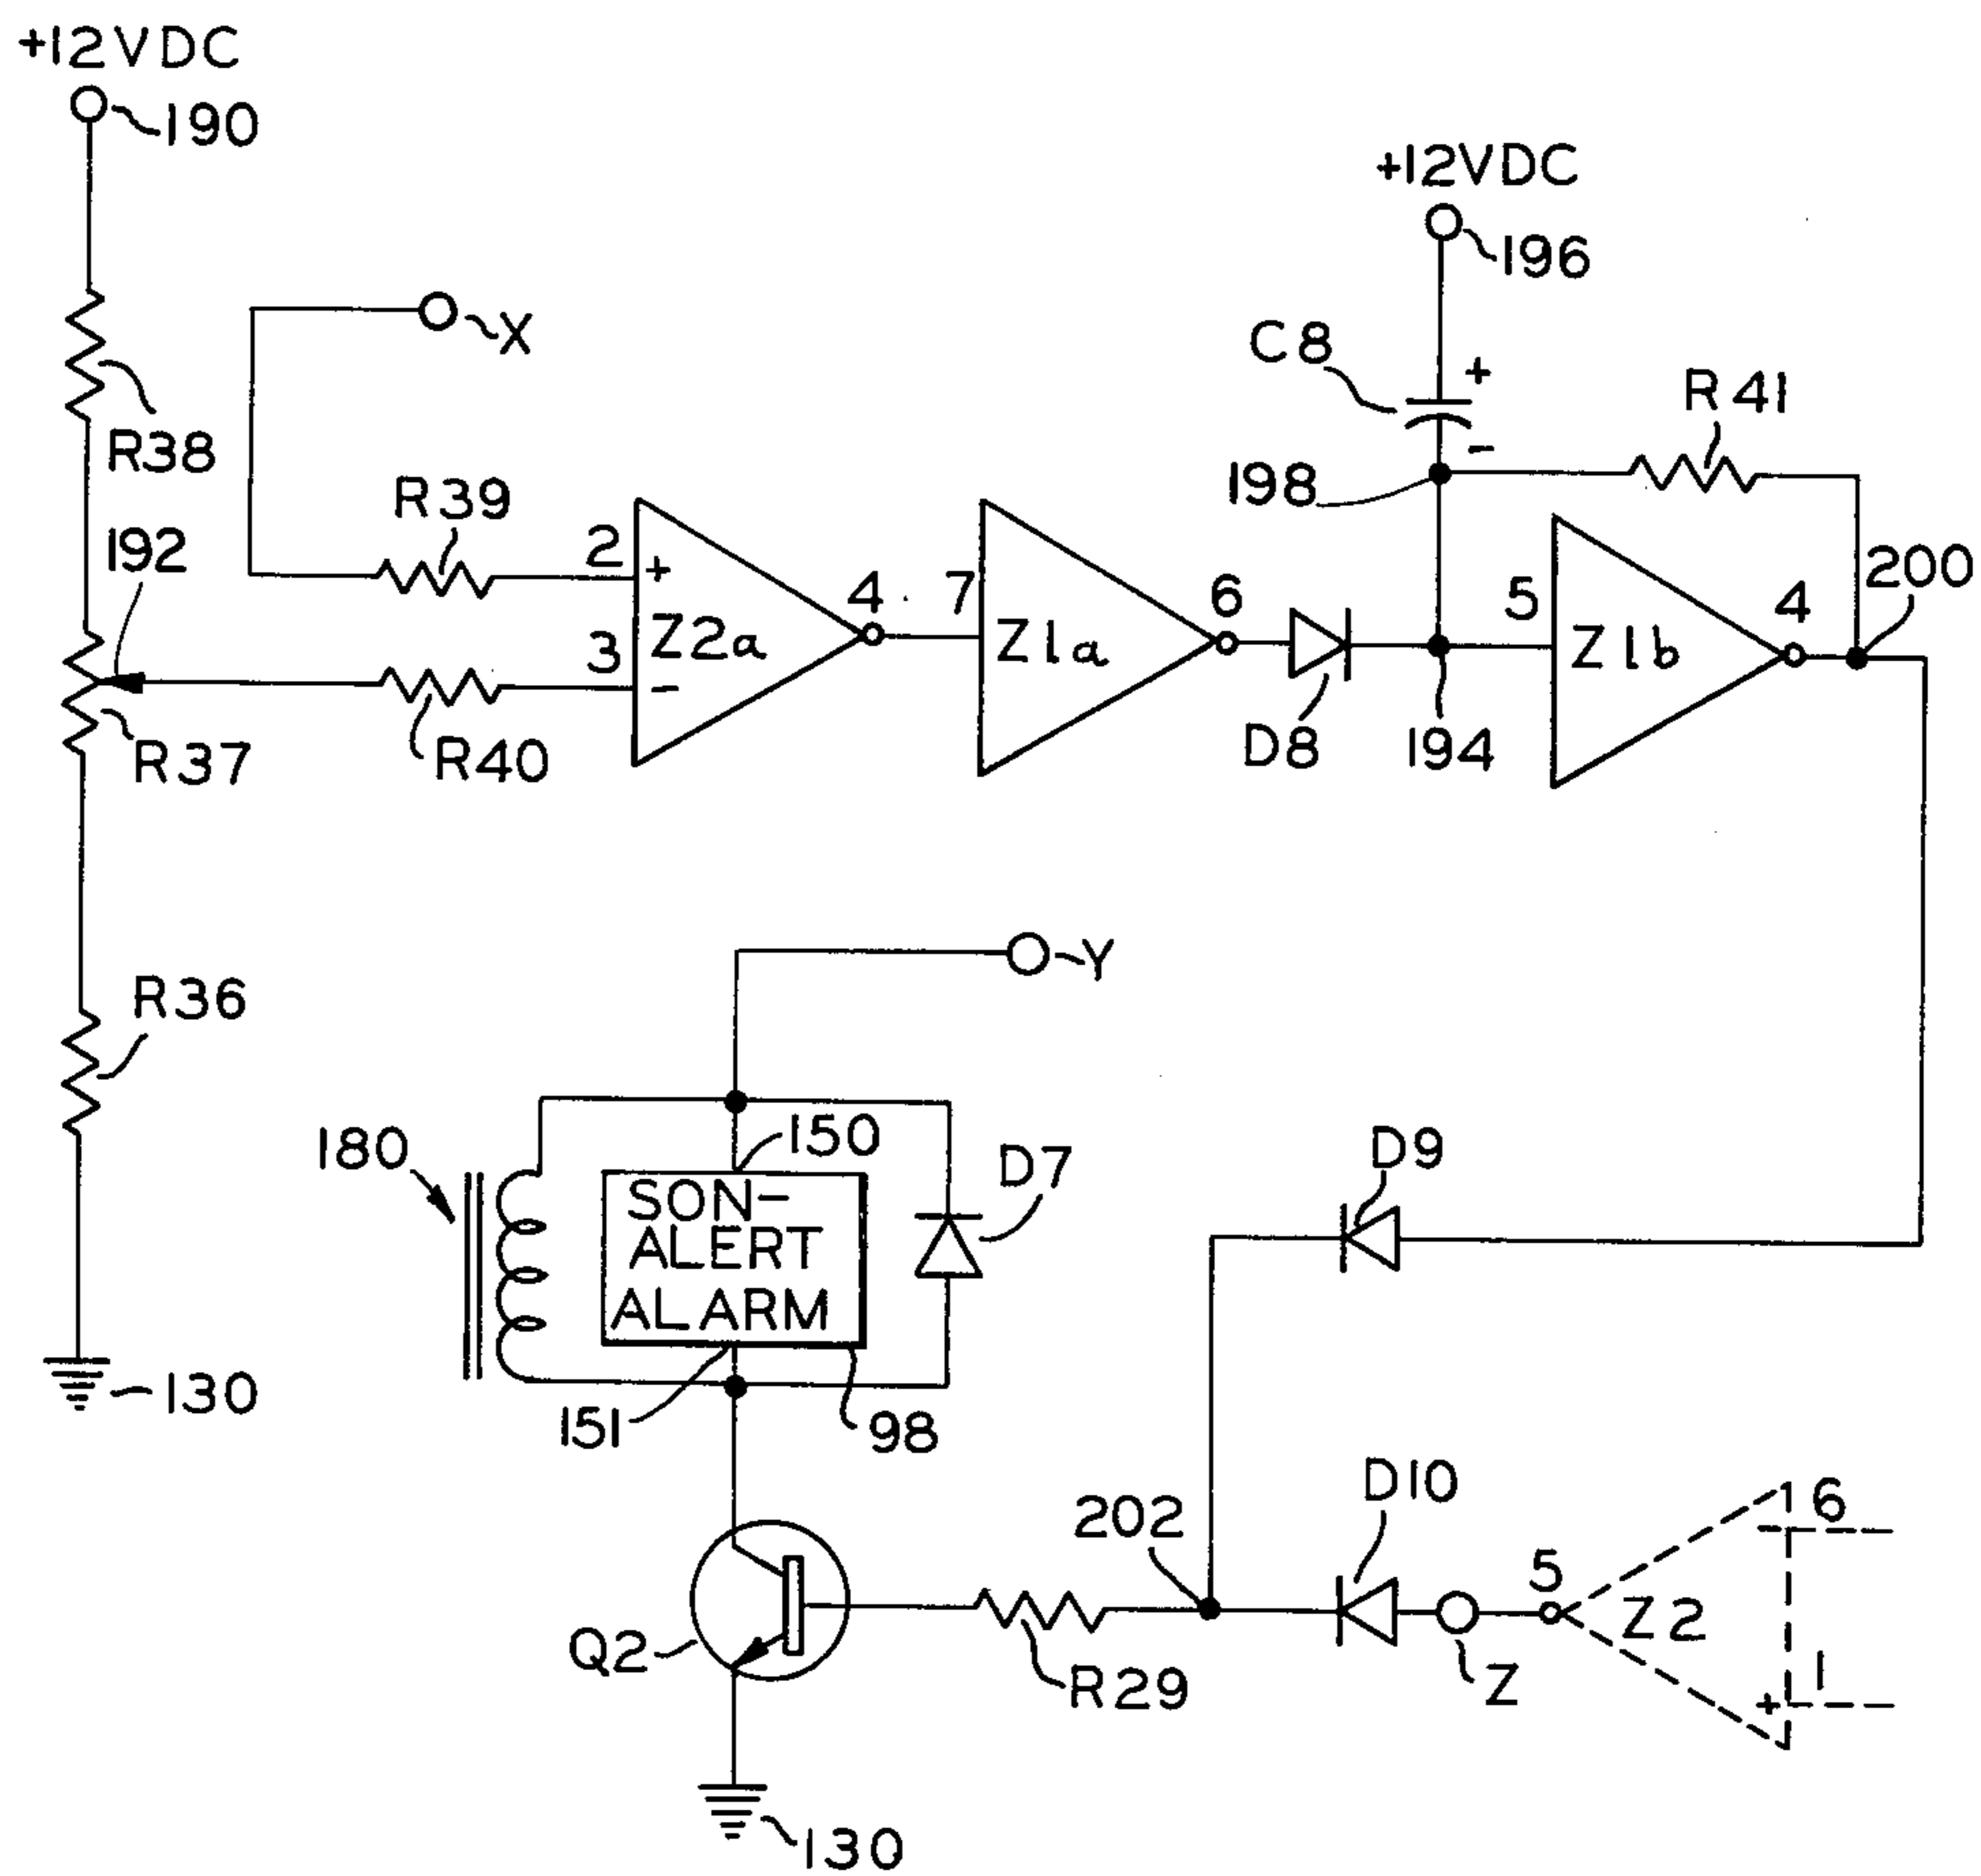 +12VDC
190
+12VDC
196
X
C8
+
-
R41
R38
R39
198
192
2
+
4
7
6
5
4
200
3
Z2a
Z1a
Z1b
-
R37
R40
D8
194
Y
R36
150
D7
D9
180
SON-
ALERT
ALARM
130
151
98
D10
202
6
-
5
Z2
Q2
R29
Z
1
+
130